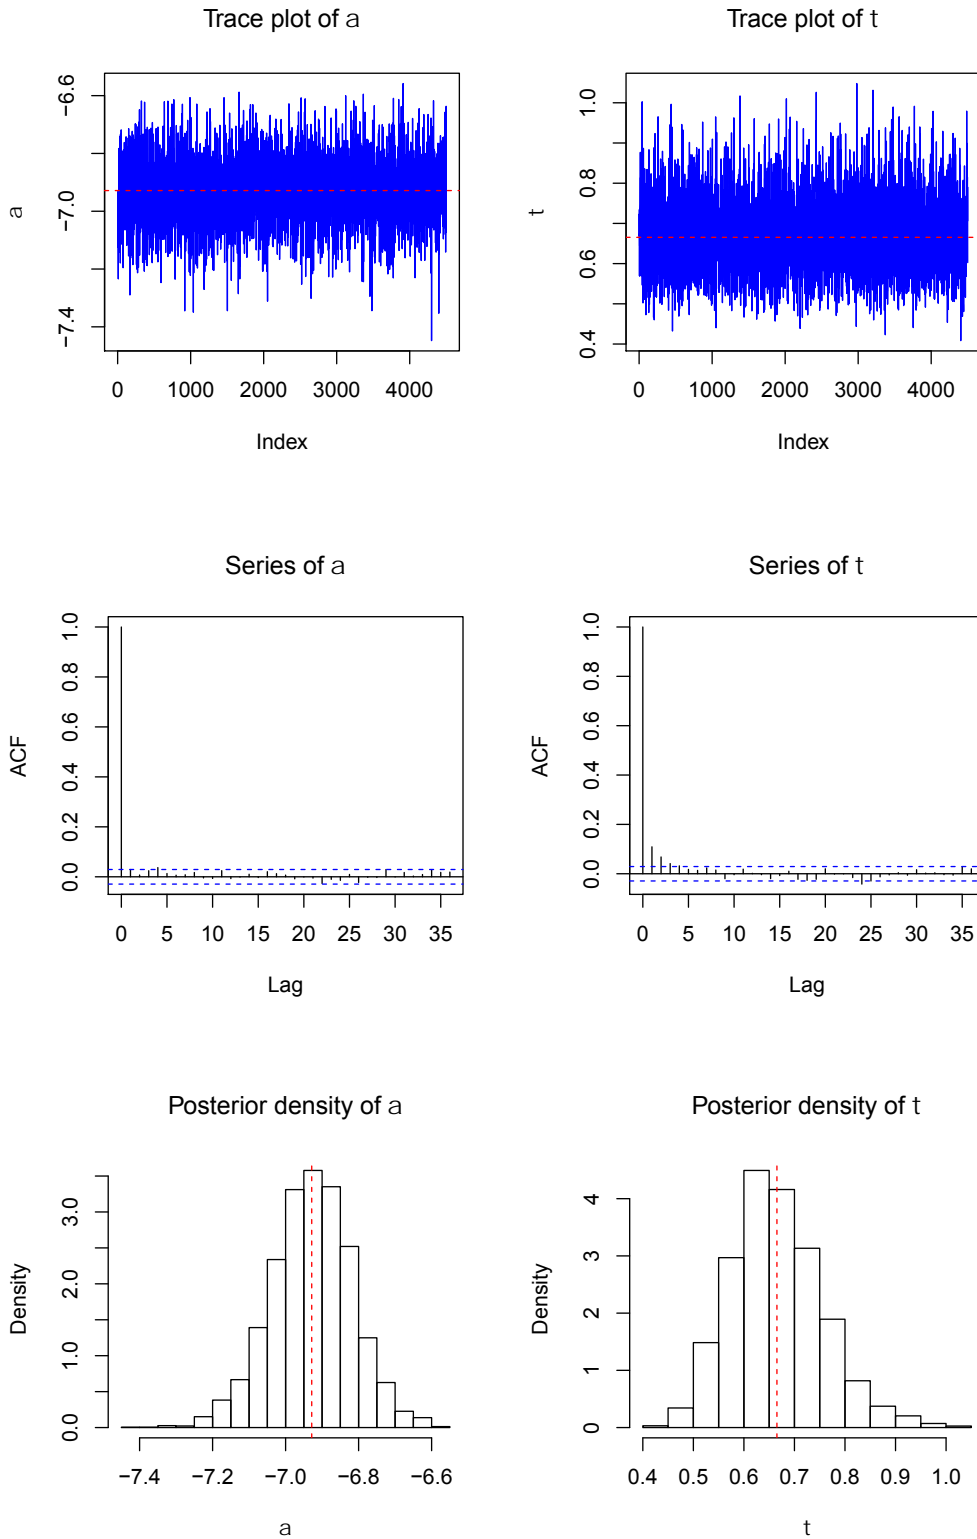 Trace plot of a
Trace plot of t
a
−7.4
−7.0
−6.6
0 1000 2000 3000 4000
Index
t
0.4
0.6
0.8
1.0
0 1000 2000 3000 4000
Index
Series of a
Series of t
ACF
0.0
0.2
0.4
0.6
0.8
1.0
0 5 10 15 20 25 30 35
Lag
ACF
0.0
0.2
0.4
0.6
0.8
1.0
0 5 10 15 20 25 30 35
Lag
Posterior density of a
Posterior density of t
Density
0.0
1.0
2.0
3.0
−7.4 −7.2 −7.0 −6.8 −6.6
a
Density
0
1
2
3
4
0.4 0.5 0.6 0.7 0.8 0.9 1.0
t